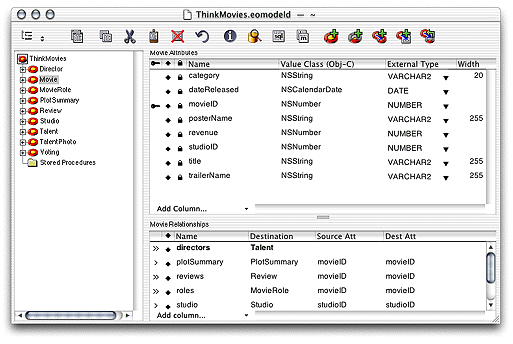 ThinkMovies.eomodeld — ~
ThinkMovies
Director
Movie
MovieRole
PlotSummary
Review
Studio
Talent
TalentPhoto
Voting
Stored Procedures
Movie Attributes
Name Value Class (Obj-C) External Type Width
category NSString VARCHAR2 20
dateReleased NSCalendarDate DATE
movieID NSNumber NUMBER
posterName NSString VARCHAR2 255
revenue NSNumber NUMBER
studioID NSNumber NUMBER
title NSString VARCHAR2 255
trailerName NSString VARCHAR2 255
Add Column...
Movie Relationships
Name Destination Source Att Dest Att
directors Talent
plotSummary PlotSummary movieID movieID
reviews Review movieID movieID
roles MovieRole movieID movieID
studio Studio studioID studioID
Add column...